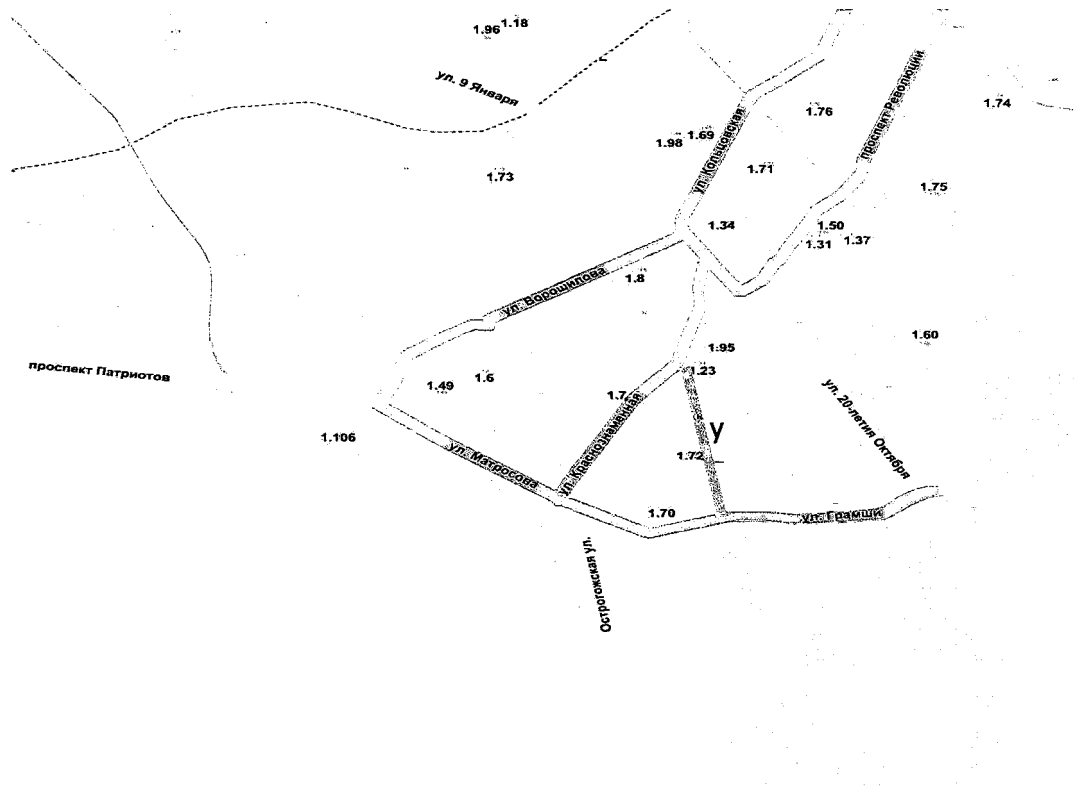 1.96
1.18
ул. 9 Января
1.76
1.74
проспект Революции
ул. Кольцовская
1.98
1.69
1.71
1.73
1.75
1.34
1.50
1.31
1.37
1.8
ул. Ворошилова
1.60
1.95
проспект Патриотов
1.49
1.6
1.23
ул. 20-летия Октября
1.7
ул. Краснознаменная
у
1.106
ул. Матросова
1.72
1.70
ул. Грамши
Острогожская ул.